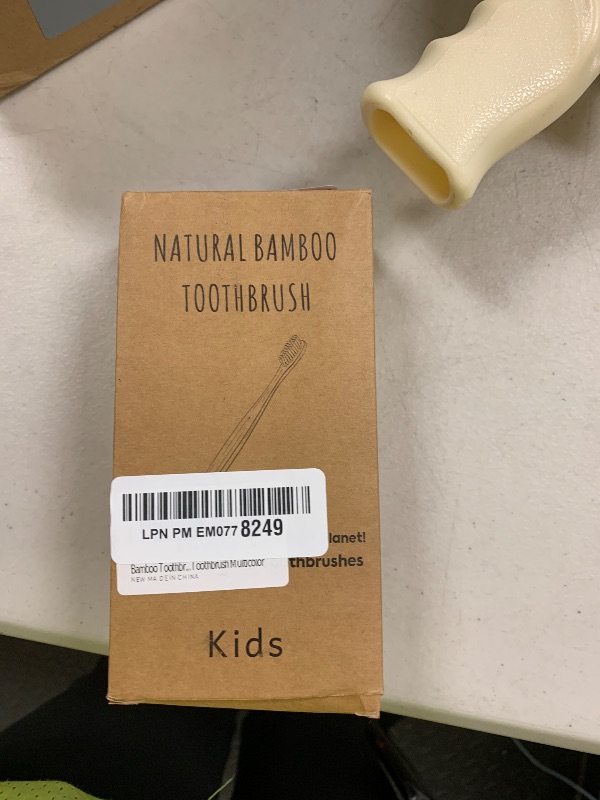 NATURAL BAMBOO
TOOTHBRUSH
LPN PM EM077 8249
lanet!
Bamboo Toothbr... Toothbrush Multicolor
thbrushes
NEW MADE IN CHINA
Kids